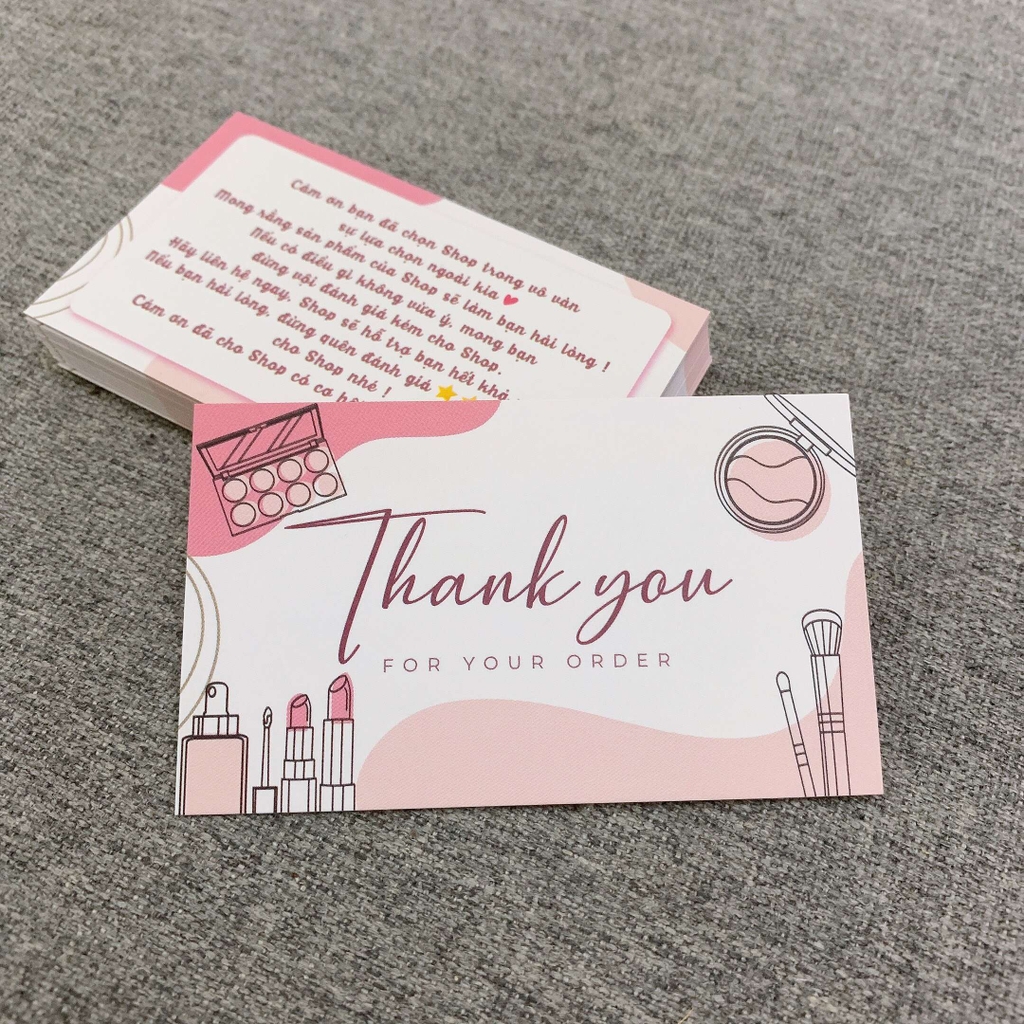 Cám ơn bạn đã chọn Shop trong vô vàn
sự lựa chọn ngoài kia
Mong rằng sản phẩm của Shop sẽ làm bạn hài lòng !
Nếu có điều gì không vừa ý, mong bạn
đừng vội đánh giá kém cho Shop.
Hãy liên hệ ngay, Shop sẽ hỗ trợ bạn hết
Nếu bạn hài lòng, đừng quên đánh giá
cho Shop nhé !
Cám ơn đã cho Shop có cơ
Thank you
FOR YOUR ORDER